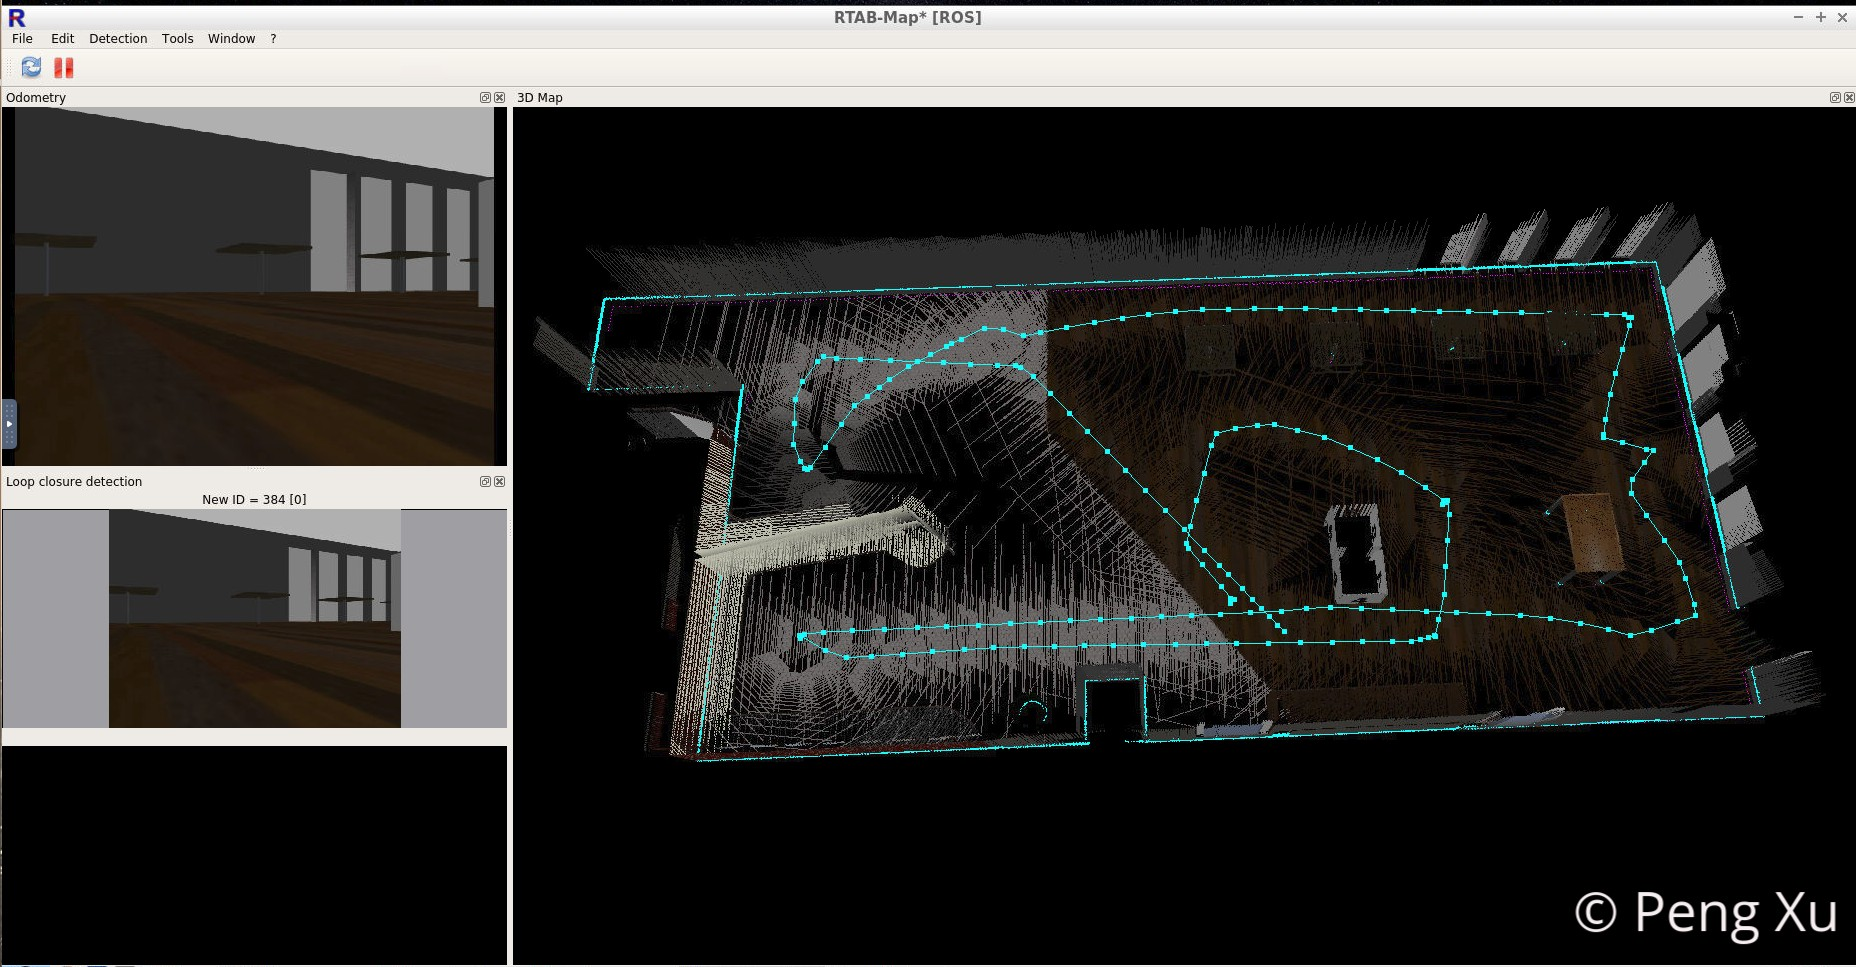 RTAB-Map* [ROS]
File Edit Detection Tools Window ?
Odometry
3D Map
Loop closure detection
New ID = 384 [0]
© Peng Xu